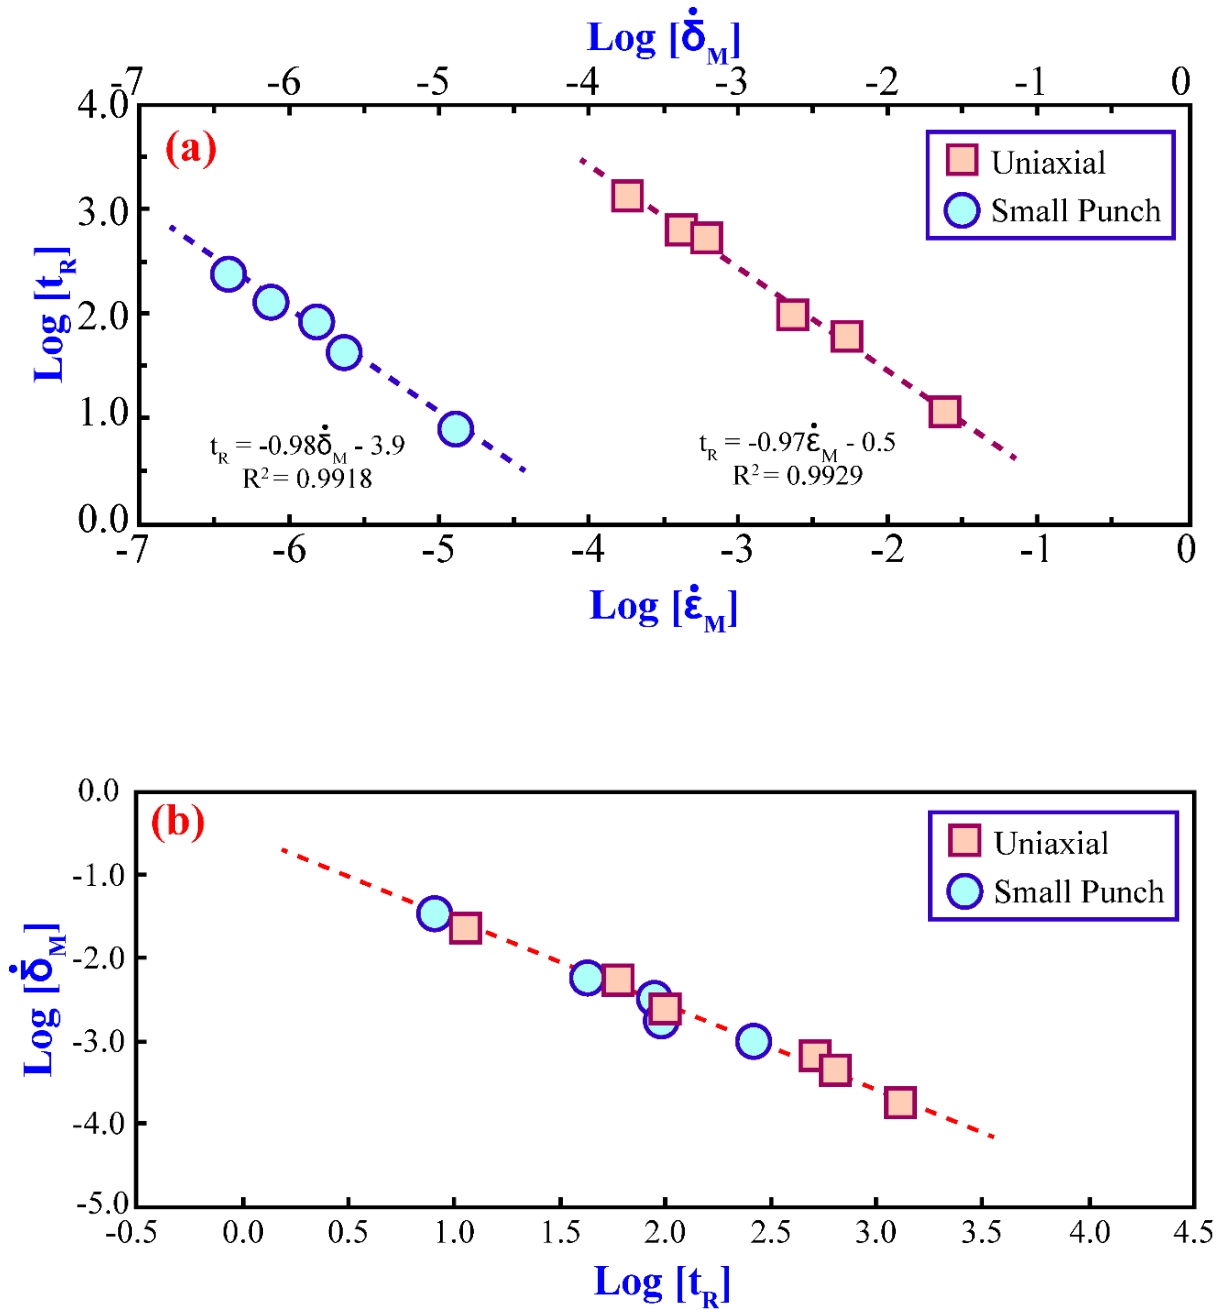 Log [δ̇M]
-7 -6 -5 -4 -3 -2 -1 0
4.0
(a)
Uniaxial
Small Punch
3.0
Log [tR]
2.0
1.0
tR = -0.98δ̇M - 3.9
R² = 0.9918
tR = -0.97ε̇M - 0.5
R² = 0.9929
0.0
-7 -6 -5 -4 -3 -2 -1 0
Log [ε̇M]
0.0
(b)
Uniaxial
Small Punch
-1.0
-2.0
Log [δ̇M]
-3.0
-4.0
-5.0
-0.5 0.0 0.5 1.0 1.5 2.0 2.5 3.0 3.5 4.0 4.5
Log [tR]